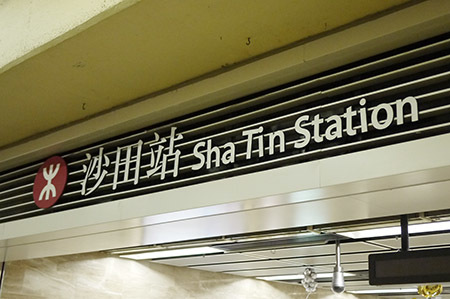 沙田站 Sha Tin Station